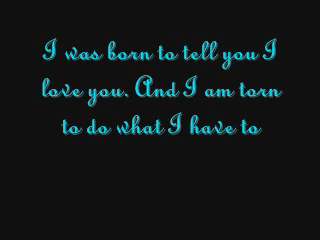 I was born to tell you I
love you. And I am torn
to do what I have to